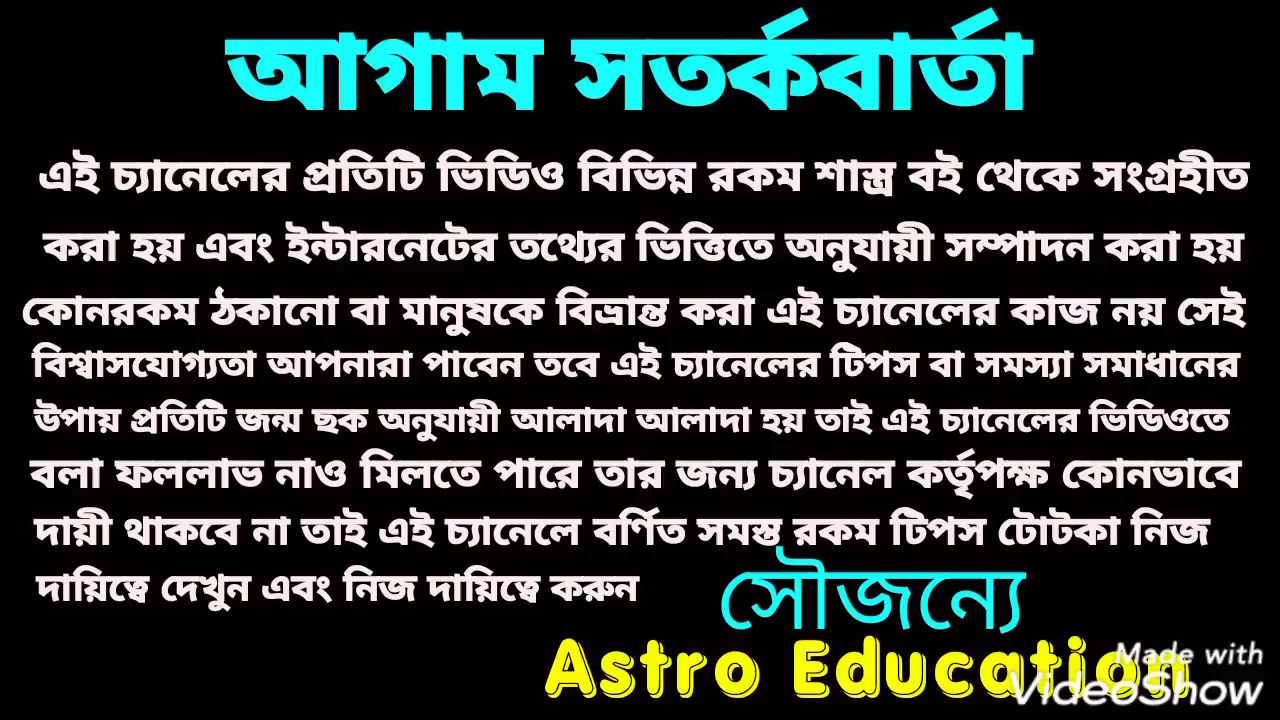 আগাম সতর্কবার্তা
এই চ্যানেলের প্রতিটি ভিডিও বিভিন্ন রকম শাস্ত্র বই থেকে সংগ্রহীত
করা হয় এবং ইন্টারনেটের তথ্যের ভিত্তিতে অনুযায়ী সম্পাদন করা হয়
কোনরকম ঠকানো বা মানুষকে বিভ্রান্ত করা এই চ্যানেলের কাজ নয় সেই
বিশ্বাসযোগ্যতা আপনারা পাবেন তবে এই চ্যানেলের টিপস বা সমস্যা সমাধানের
উপায় প্রতিটি জন্ম ছক অনুযায়ী আলাদা আলাদা হয় তাই এই চ্যানেলের ভিডিওতে
বলা ফললাভ নাও মিলতে পারে তার জন্য চ্যানেল কর্তৃপক্ষ কোনভাবে
দায়ী থাকবে না তাই এই চ্যানেলে বর্ণিত সমস্ত রকম টিপস টোটকা নিজ
দায়িত্বে দেখুন এবং নিজ দায়িত্বে করুন
সৌজন্যে
Astro Education
Made with
VideoShow